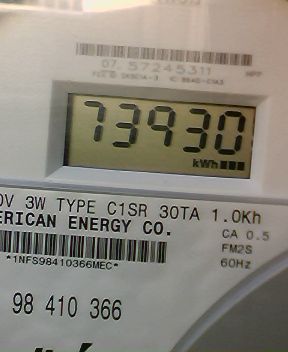 07 57245311
73930
kWh
0V 3W TYPE C1SR 30TA 1.0Kh
ERICAN ENERGY CO.
CA 0.5
FM2S
*1NFS98410366MEC*
60Hz
98 410 366